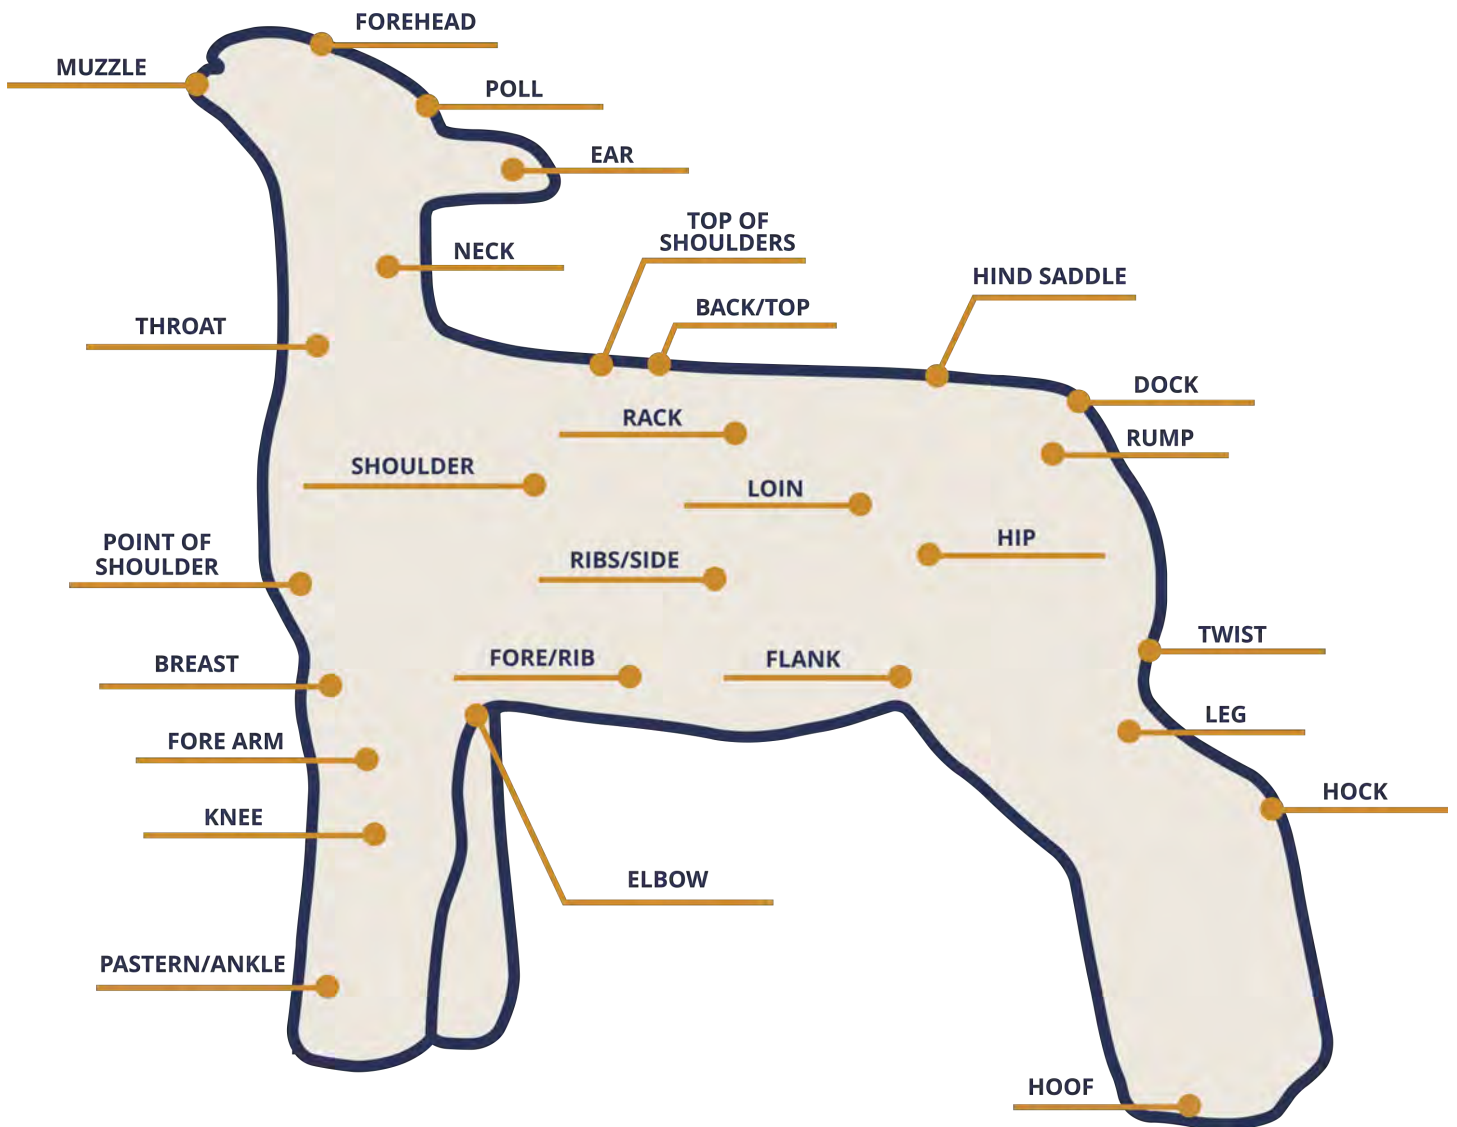 FOREHEAD
MUZZLE
POLL
EAR
TOP OF
SHOULDERS
NECK
HIND SADDLE
BACK/TOP
THROAT
DOCK
RACK
RUMP
SHOULDER
LOIN
POINT OF
SHOULDER
HIP
RIBS/SIDE
TWIST
BREAST
FORE/RIB
FLANK
LEG
FORE ARM
HOCK
KNEE
ELBOW
PASTERN/ANKLE
HOOF